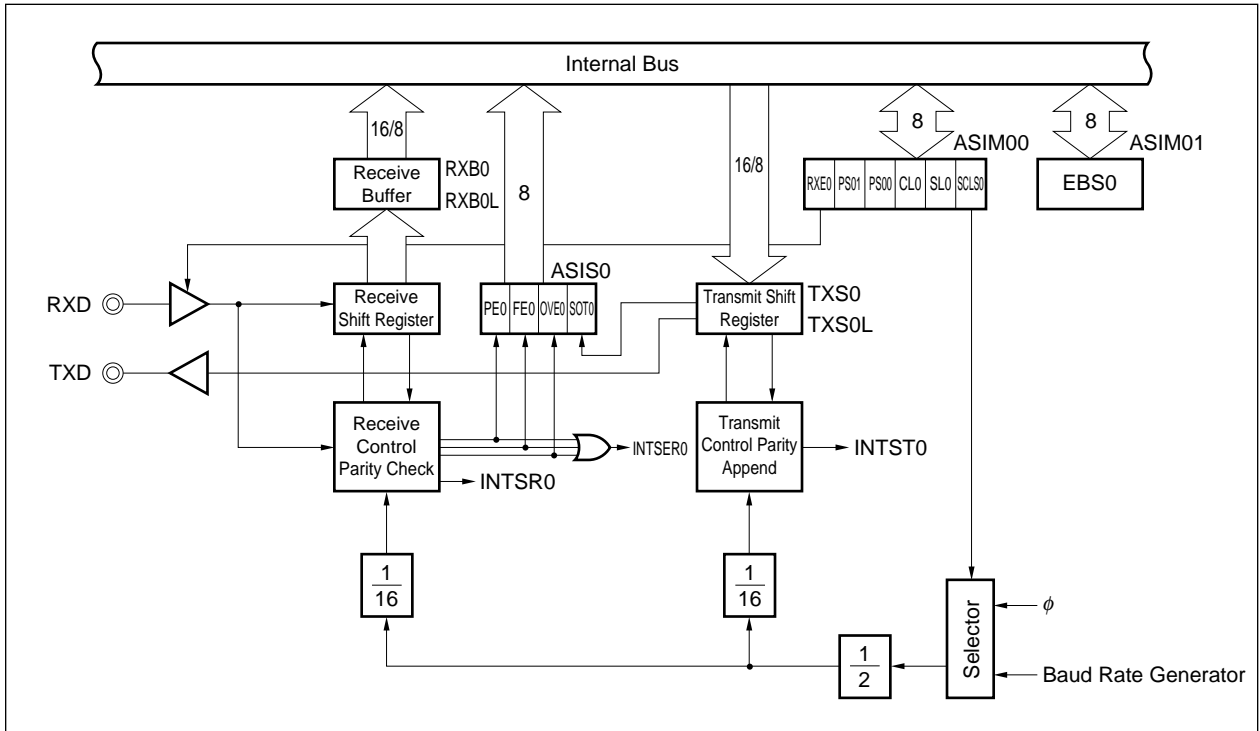 Internal Bus
16/8
8
16/8
8
ASIM00
8
ASIM01
Receive
Buffer
RXB0
RXB0L
RXE0 PS01 PS00 CL0 SL0 SCLS0
EBS0
RXD
Receive
Shift Register
ASIS0
PE0 FE0 OVE0 SOT0
Transmit Shift
Register
TXS0
TXS0L
TXD
Receive
Control
Parity Check
INTSER0
INTSR0
Transmit
Control Parity
Append
INTST0
1
16
1
16
1
2
Selector
ϕ
Baud Rate Generator